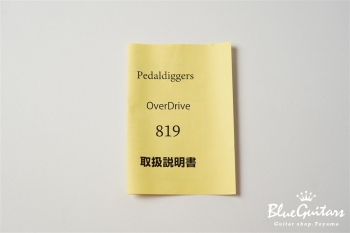 Pedaldiggers
OverDrive
819
取扱説明書
BlueGuitars
Guitar shop Toyama